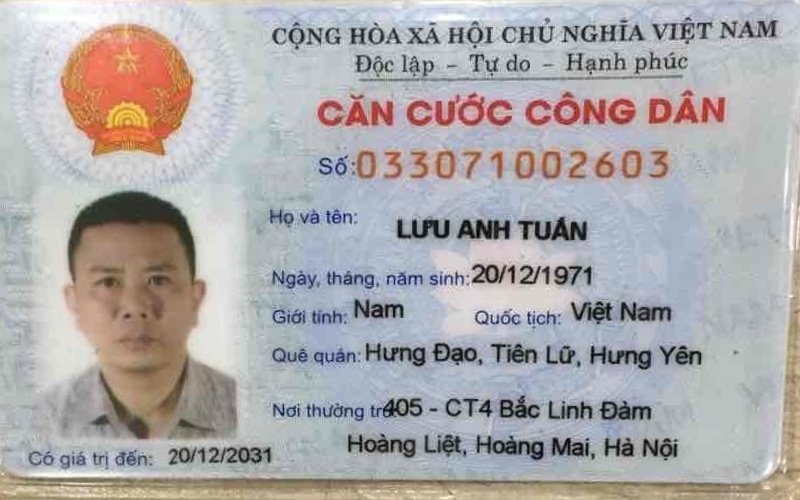 CỘNG HÒA XÃ HỘI CHỦ NGHĨA VIỆT NAM
Độc lập - Tự do - Hạnh phúc
CĂN CƯỚC CÔNG DÂN
Số: 033071002603
Họ và tên: LƯU ANH TUẤN
Ngày, tháng, năm sinh: 20/12/1971
Giới tính: Nam Quốc tịch: Việt Nam
Quê quán: Hưng Đạo, Tiên Lữ, Hưng Yên
Nơi thường trú: 405 - CT4 Bắc Linh Đàm
Hoàng Liệt, Hoàng Mai, Hà Nội
Có giá trị đến: 20/12/2031